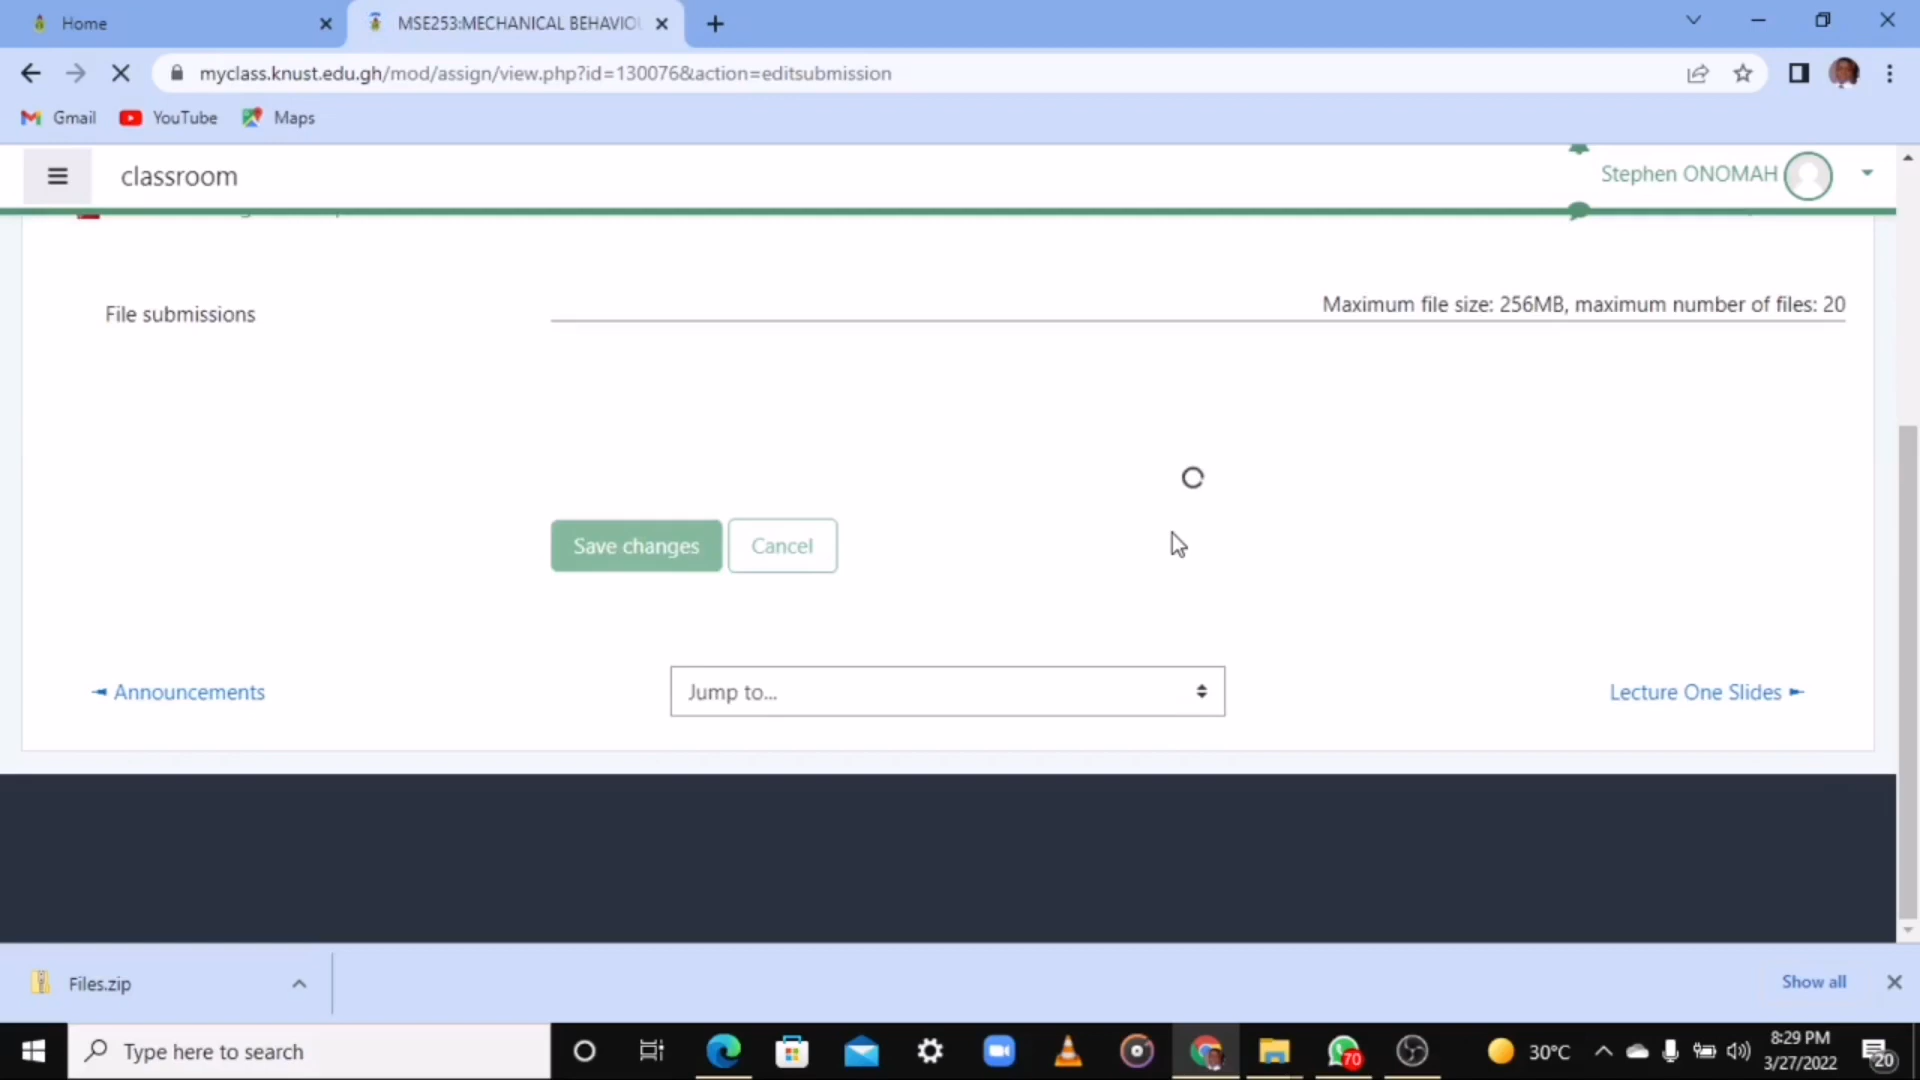 Home
MSE253:MECHANICAL BEHAVIOU
myclass.knust.edu.gh/mod/assign/view.php?id=130076&action=editsubmission
Gmail
YouTube
Maps
classroom
Stephen ONOMAH
File submissions
Maximum file size: 256MB, maximum number of files: 20
Save changes
Cancel
Announcements
Jump to...
Lecture One Slides
Files.zip
Show all
Type here to search
70
30°C
8:29 PM
3/27/2022
20